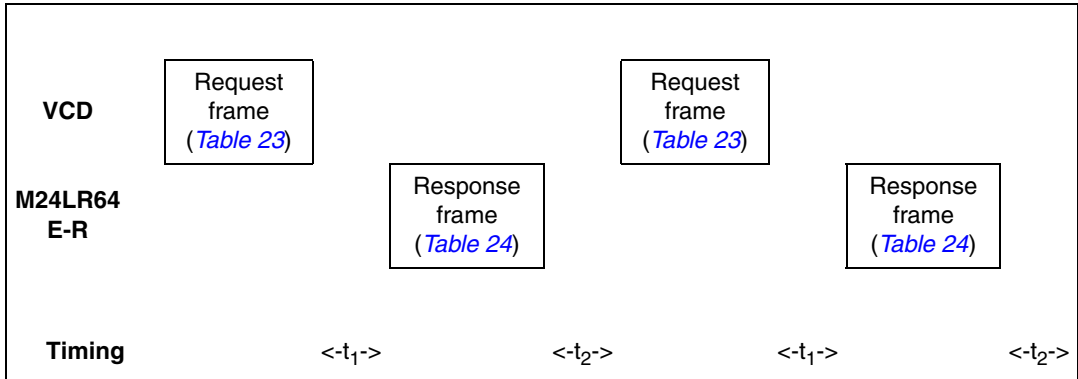 VCD
Request
frame
(Table 23)
Request
frame
(Table 23)
M24LR64
E-R
Response
frame
(Table 24)
Response
frame
(Table 24)
Timing <-t1-> <-t2-> <-t1-> <-t2->